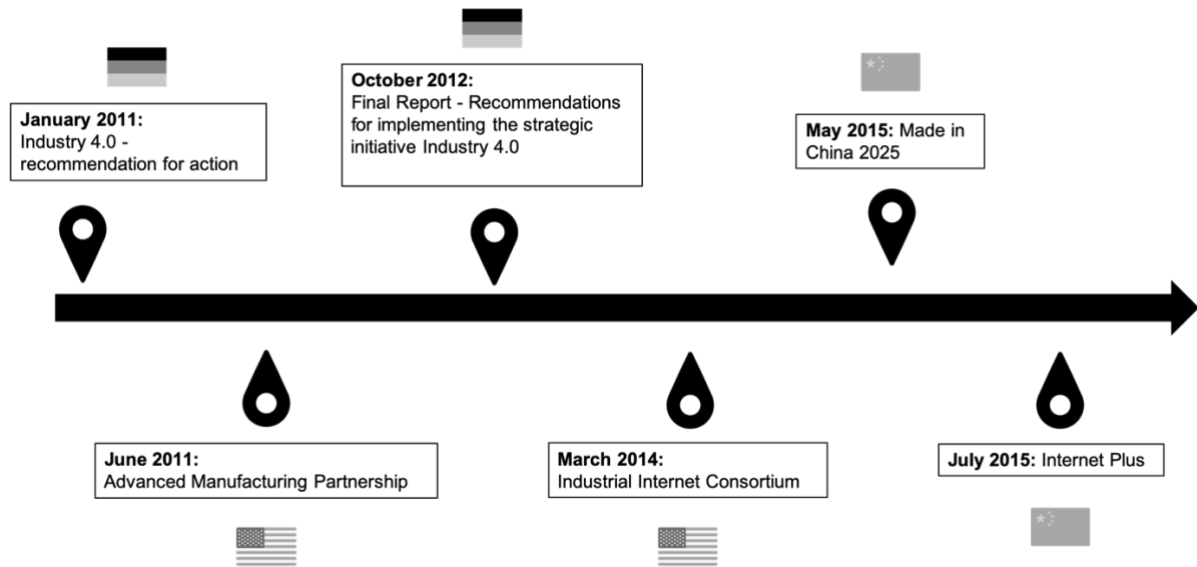 January 2011:
Industry 4.0 -
recommendation for action
October 2012:
Final Report - Recommendations
for implementing the strategic
initiative Industry 4.0
May 2015: Made in
China 2025
June 2011:
Advanced Manufacturing Partnership
March 2014:
Industrial Internet Consortium
July 2015: Internet Plus